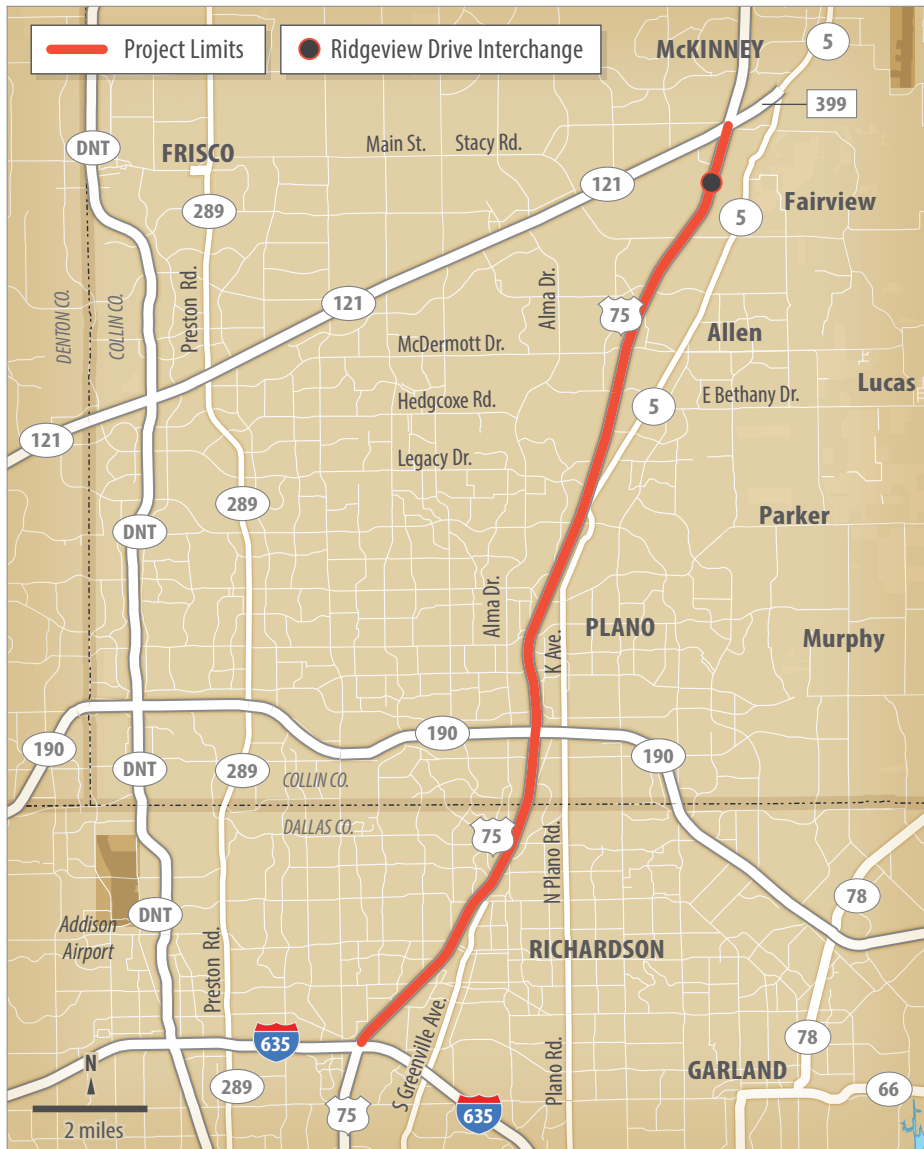 Project Limits
Ridgeview Drive Interchange
McKINNEY
5
399
DNT
FRISCO
Main St.
Stacy Rd.
121
289
Fairview
5
DENTON CO.
COLLIN CO.
Preston Rd.
121
Alma Dr.
75
McDermott Dr.
Allen
Lucas
Hedgcoxe Rd.
5
E Bethany Dr.
121
Legacy Dr.
289
DNT
Parker
Alma Dr.
K Ave.
PLANO
Murphy
190
190
190
DNT
289
COLLIN CO.
DALLAS CO.
75
N Plano Rd.
78
Addison
Airport
DNT
Preston Rd.
RICHARDSON
635
S Greenville Ave.
78
Plano Rd.
GARLAND
N
289
75
635
66
2 miles